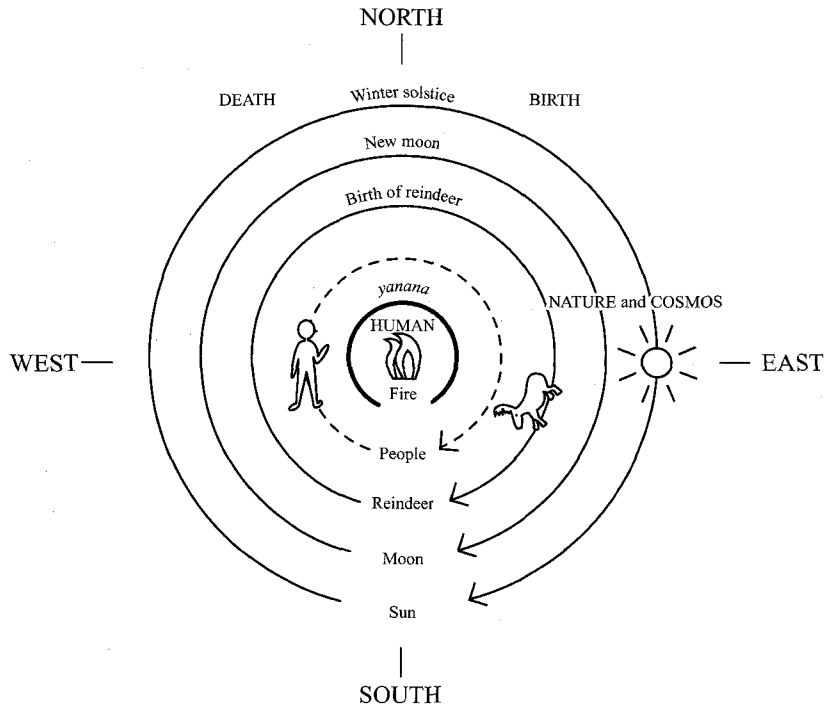 NORTH
DEATH
Winter solstice
BIRTH
New moon
Birth of reindeer
yanana
NATURE and COSMOS
HUMAN
WEST
EAST
Fire
People
Reindeer
Moon
Sun
SOUTH